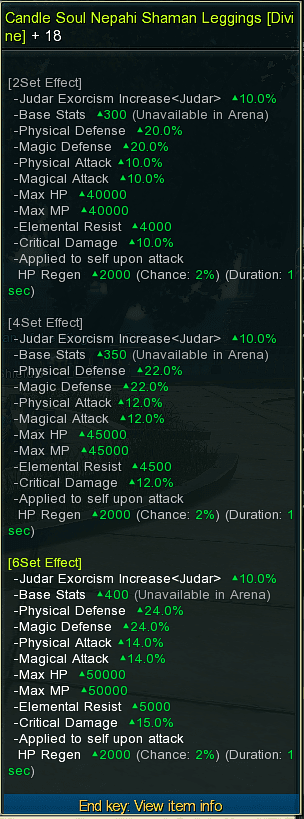 Candle Soul Nepahi Shaman Leggings [Divi
ne] + 18
[2Set Effect]
-Judar Exorcism Increase<Judar> ▲10.0%
-Base Stats ▲300 (Unavailable in Arena)
-Physical Defense ▲20.0%
-Magic Defense ▲20.0%
-Physical Attack ▲10.0%
-Magical Attack ▲10.0%
-Max HP ▲40000
-Max MP ▲40000
-Elemental Resist ▲4000
-Critical Damage ▲10.0%
-Applied to self upon attack
HP Regen ▲2000 (Chance: 2%) (Duration: 1
sec)
[4Set Effect]
-Judar Exorcism Increase<Judar> ▲10.0%
-Base Stats ▲350 (Unavailable in Arena)
-Physical Defense ▲22.0%
-Magic Defense ▲22.0%
-Physical Attack ▲12.0%
-Magical Attack ▲12.0%
-Max HP ▲45000
-Max MP ▲45000
-Elemental Resist ▲4500
-Critical Damage ▲12.0%
-Applied to self upon attack
HP Regen ▲2000 (Chance: 2%) (Duration: 1
sec)
[6Set Effect]
-Judar Exorcism Increase<Judar> ▲10.0%
-Base Stats ▲400 (Unavailable in Arena)
-Physical Defense ▲24.0%
-Magic Defense ▲24.0%
-Physical Attack ▲14.0%
-Magical Attack ▲14.0%
-Max HP ▲50000
-Max MP ▲50000
-Elemental Resist ▲5000
-Critical Damage ▲15.0%
-Applied to self upon attack
HP Regen ▲2000 (Chance: 2%) (Duration: 1
sec)
End key: View item info